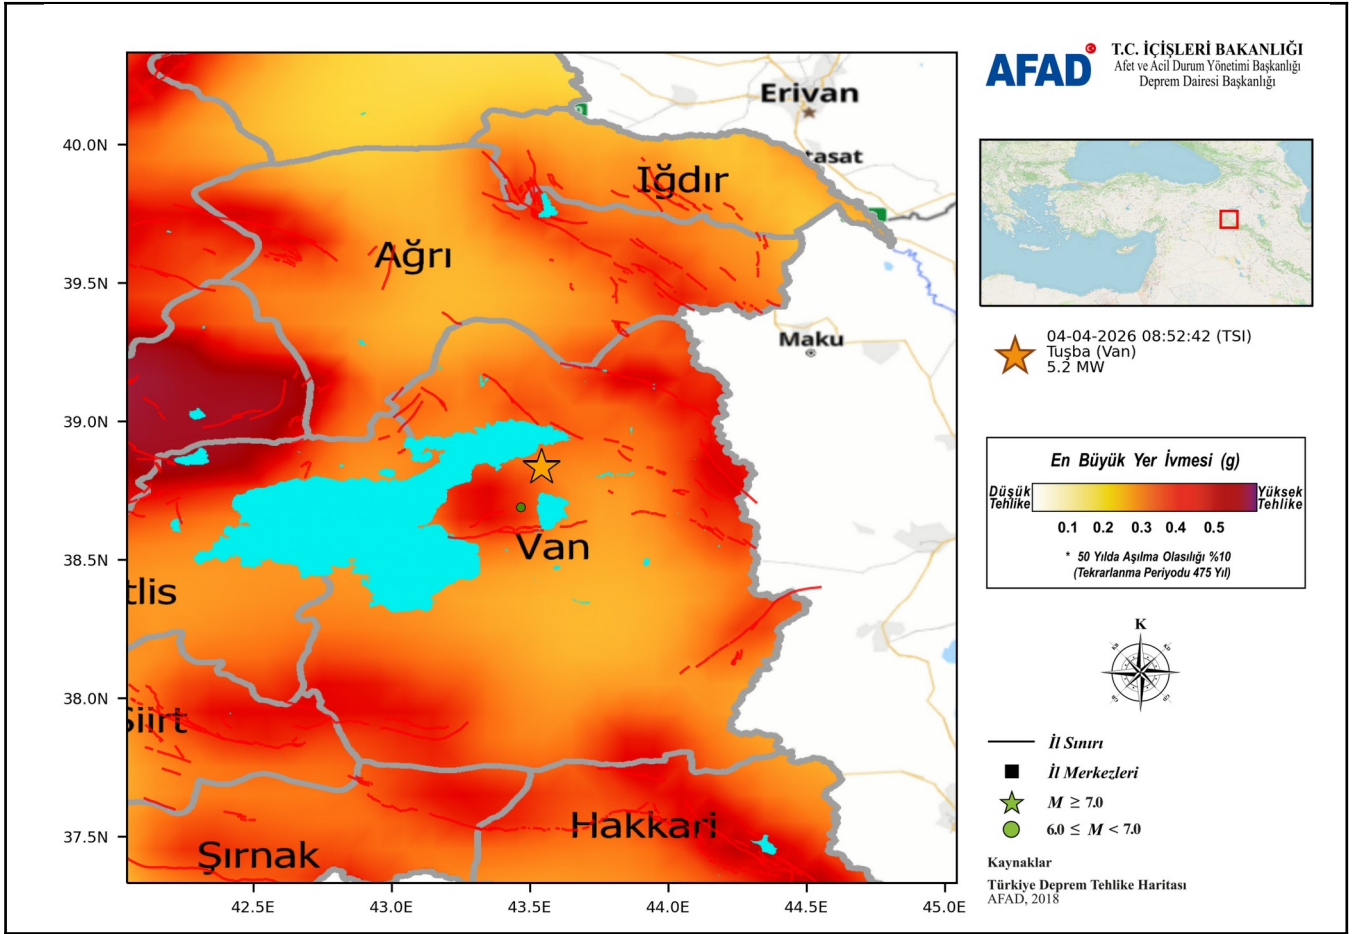 40.0N
39.5N
39.0N
38.5N
38.0N
37.5N
42.5E
43.0E
43.5E
44.0E
44.5E
45.0E
Erivan
tasat
Iğdır
Ağrı
Maku
Van
tlis
Siirt
Hakkari
Şırnak
AFAD
T.C. İÇİŞLERİ BAKANLIĞI
Afet ve Acil Durum Yönetimi Başkanlığı
Deprem Dairesi Başkanlığı
04-04-2026 08:52:42 (TSI)
Tuşba (Van)
5.2 MW
En Büyük Yer İvmesi (g)
Düşük Tehlike
Yüksek Tehlike
0.1 0.2 0.3 0.4 0.5
* 50 Yılda Aşılma Olasılığı %10
(Tekrarlanma Periyodu 475 Yıl)
K
İl Sınırı
İl Merkezleri
M ≥ 7.0
6.0 ≤ M < 7.0
Kaynaklar
Türkiye Deprem Tehlike Haritası
AFAD, 2018